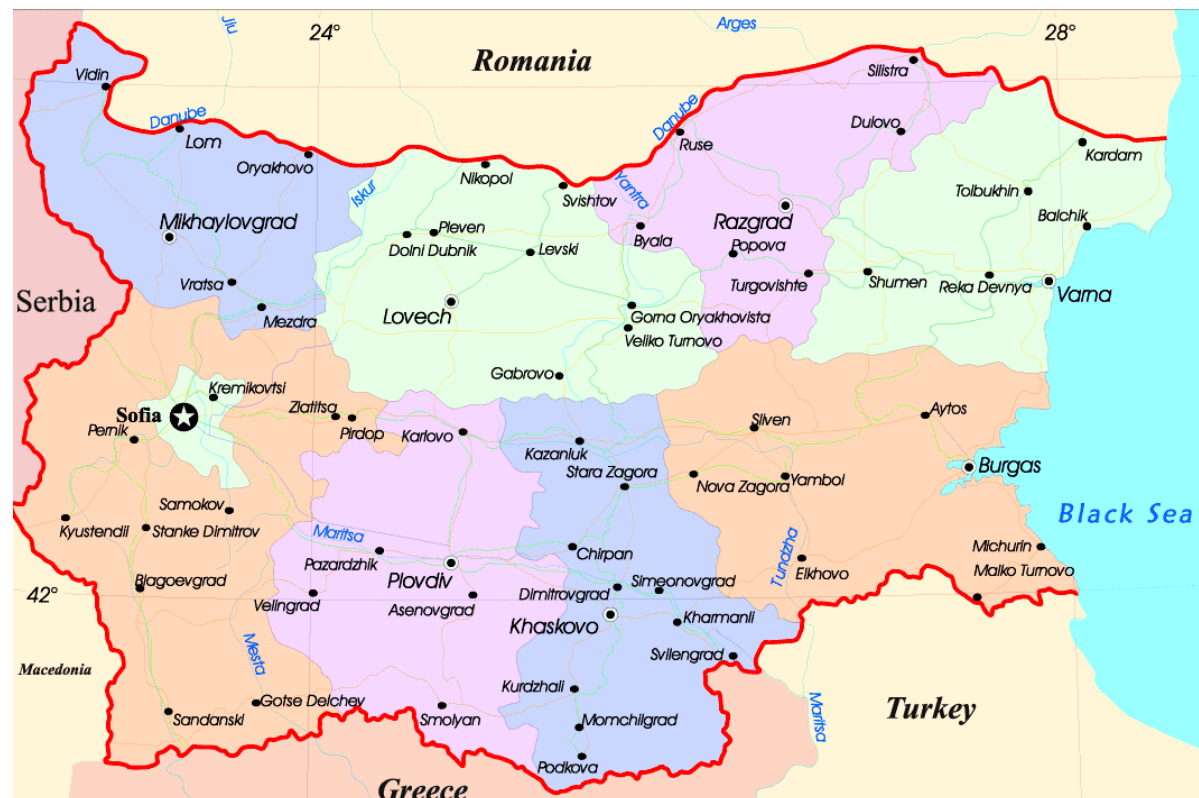 Jiu
Arges
24°
28°
Romania
Silistra
Vidin
Danube
Danube
Lom
Ruse
Dulovo
Kardam
Oryakhovo
Nikopol
Yantra
Iskur
Svishtov
Tolbukhin
Mikhaylovgrad
Razgrad
Balchik
Pleven
Byala
Popova
Dolni Dubnik
Levski
Turgovishte
Shumen
Reka Devnya
Varna
Vratsa
Serbia
Lovech
Gorna Oryakhovista
Mezdra
Veliko Turnovo
Gabrovo
Kremikovtsi
Zlatitsa
Sofia
Aytos
Pernik
Pirdop
Karlovo
Sliven
Kazanluk
Stara Zagora
Burgas
Nova Zagora
Yambol
Samokov
Black Sea
Kyustendil
Stanke Dimitrov
Maritsa
Michurin
Chirpan
Pazardzhik
Tundzha
Elkhovo
Malko Turnovo
Plovdiv
Blagoevgrad
Simeonovgrad
42°
Velingrad
Asenovgrad
Dimitrovgrad
Khaskovo
Kharmanli
Mesta
Svilengrad
Macedonia
Kurdzhali
Gotse Delchev
Maritsa
Turkey
Sandanski
Smolyan
Momchilgrad
Podkova
Greece